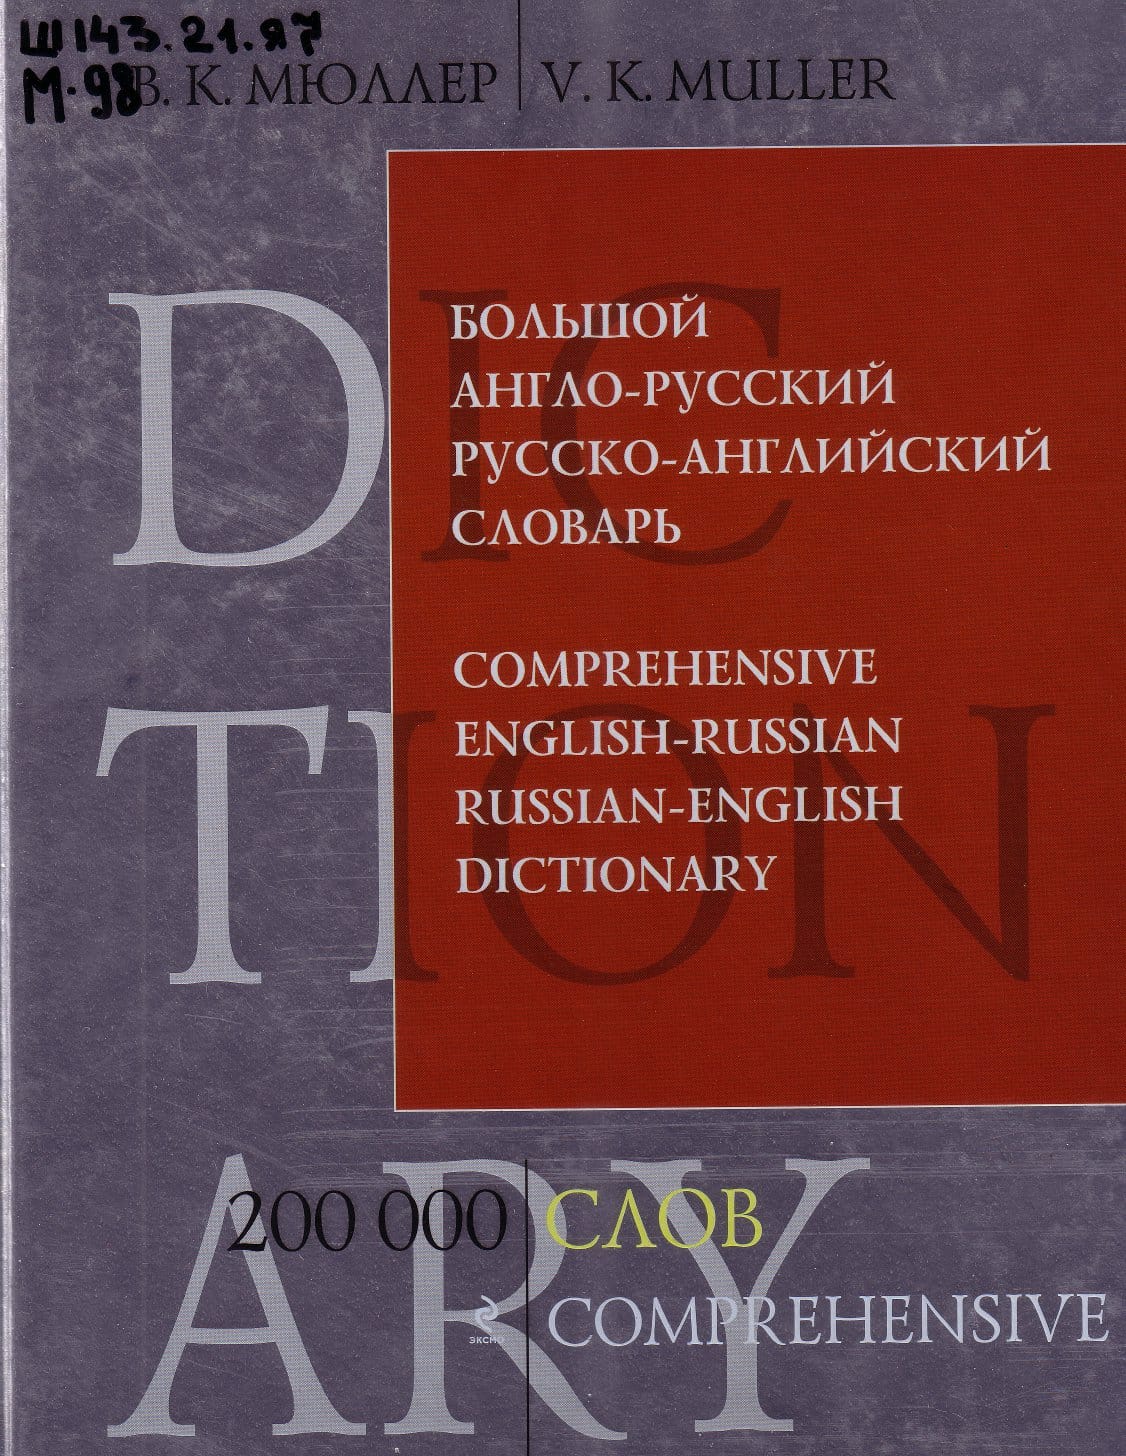 Ш143.21.Я7
М-98
В. К. МЮЛЛЕР | V. K. MULLER
DIC
TION
ARY
БОЛЬШОЙ
АНГЛО-РУССКИЙ
РУССКО-АНГЛИЙСКИЙ
СЛОВАРЬ
COMPREHENSIVE
ENGLISH-RUSSIAN
RUSSIAN-ENGLISH
DICTIONARY
200 000 | СЛОВ
ЭКСМО
COMPREHENSIVE